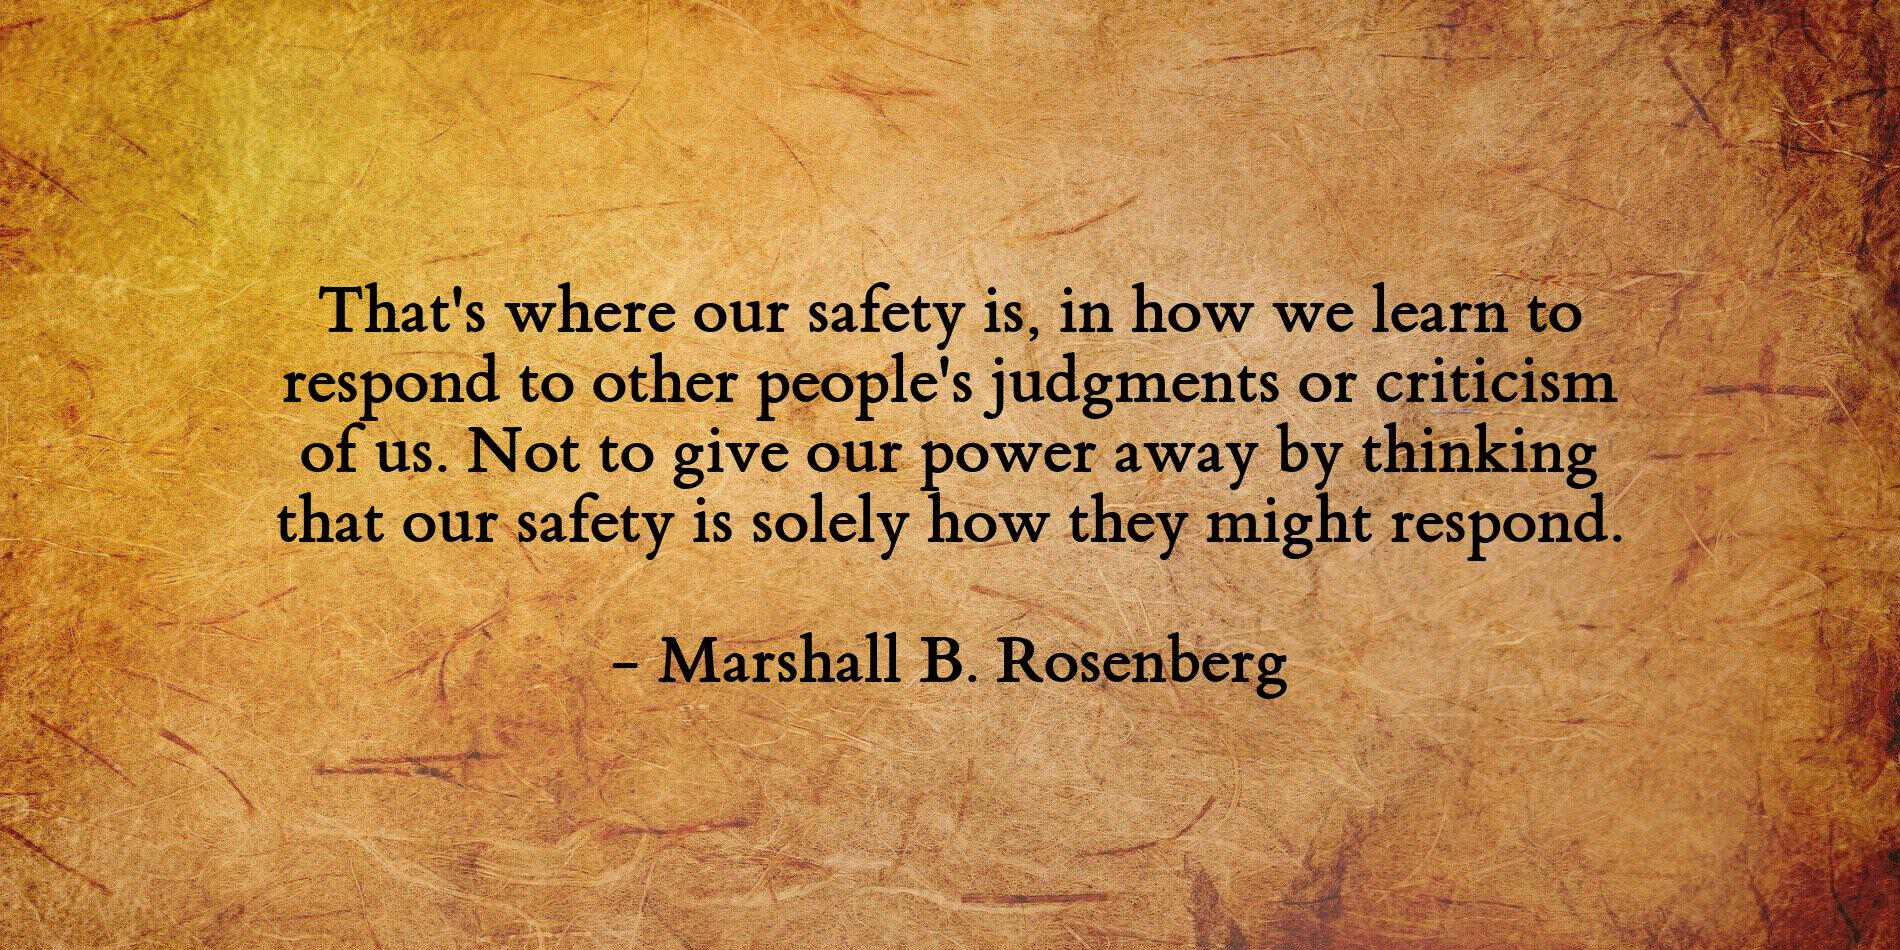 That's where our safety is, in how we learn to
respond to other people's judgments or criticism
of us. Not to give our power away by thinking
that our safety is solely how they might respond.
– Marshall B. Rosenberg